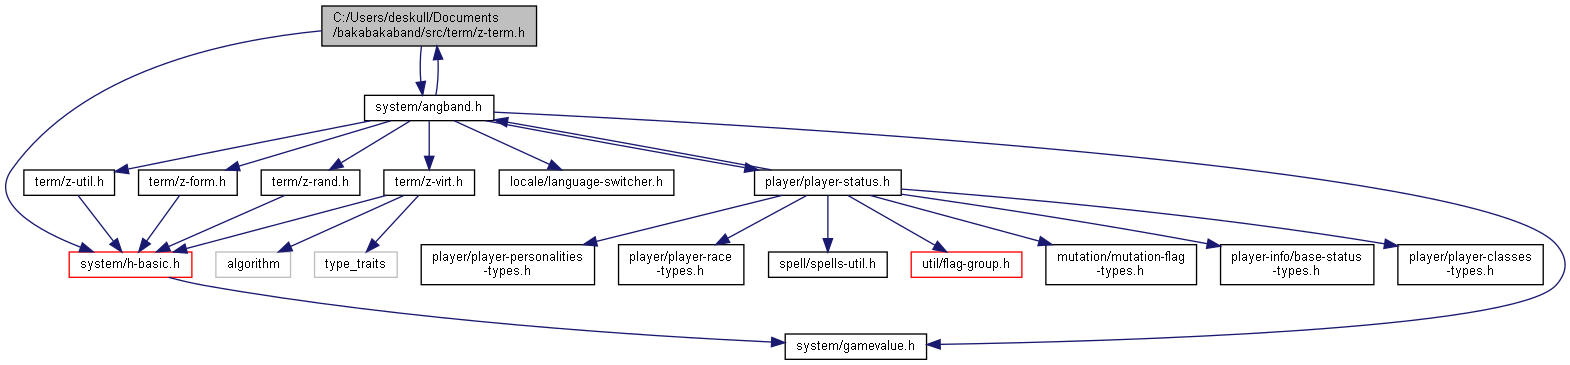 C:/Users/deskull/Documents
/bakabakaband/src/term/z-term.h
system/angband.h
term/z-util.h
term/z-form.h
term/z-rand.h
term/z-virt.h
locale/language-switcher.h
player/player-status.h
system/h-basic.h
algorithm
type_traits
player/player-personalities
-types.h
player/player-race
-types.h
spell/spells-util.h
util/flag-group.h
mutation/mutation-flag
-types.h
player-info/base-status
-types.h
player/player-classes
-types.h
system/gamevalue.h